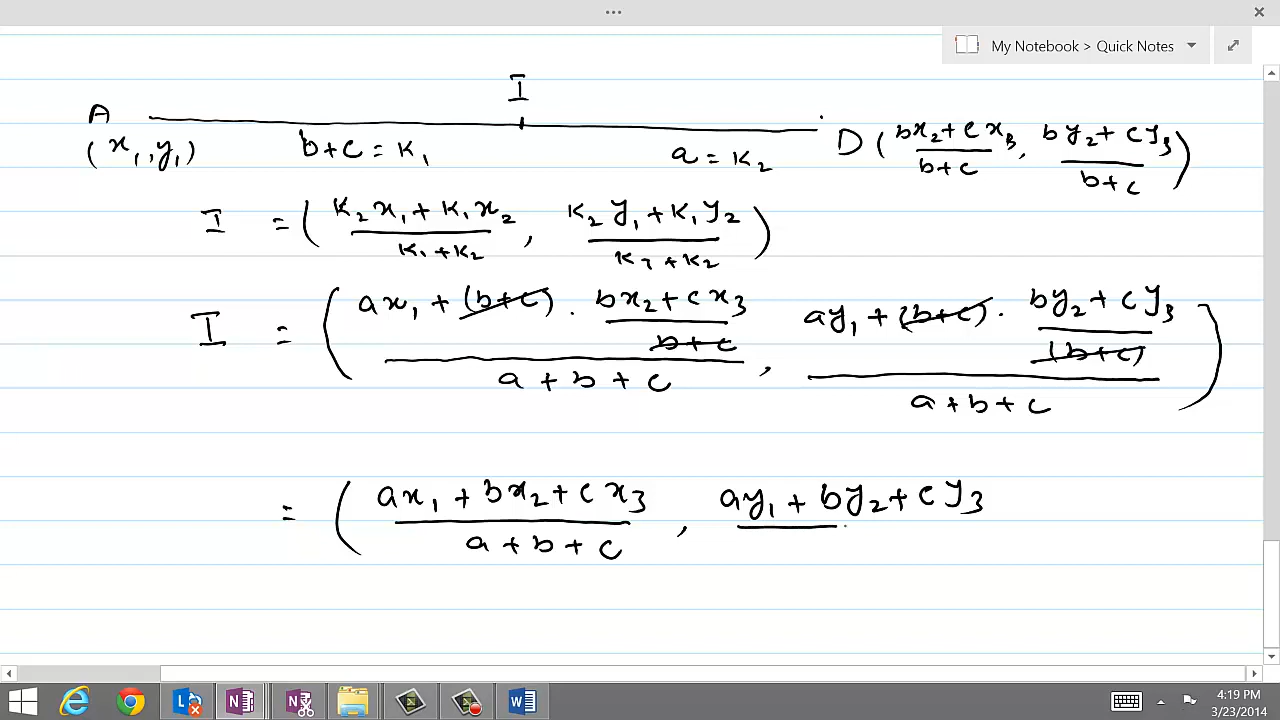 My Notebook > Quick Notes
I
A
(x₁, y₁) b+c = K₁ a = K₂ D ( (bx₂ + cx₃)/(b+c), (by₂ + cy₃)/(b+c) )
I = ( (K₂x₁ + K₁x₂)/(K₁+K₂), (K₂y₁ + K₁y₂)/(K₁+K₂) )
I = ( (ax₁ + (b+c) · (bx₂ + cx₃)/(b+c))/(a+b+c), (ay₁ + (b+c) · (by₂ + cy₃)/(b+c))/(a+b+c) )
= ( (ax₁ + bx₂ + cx₃)/(a+b+c), ay₁ + by₂ + cy₃
4:19 PM
3/23/2014